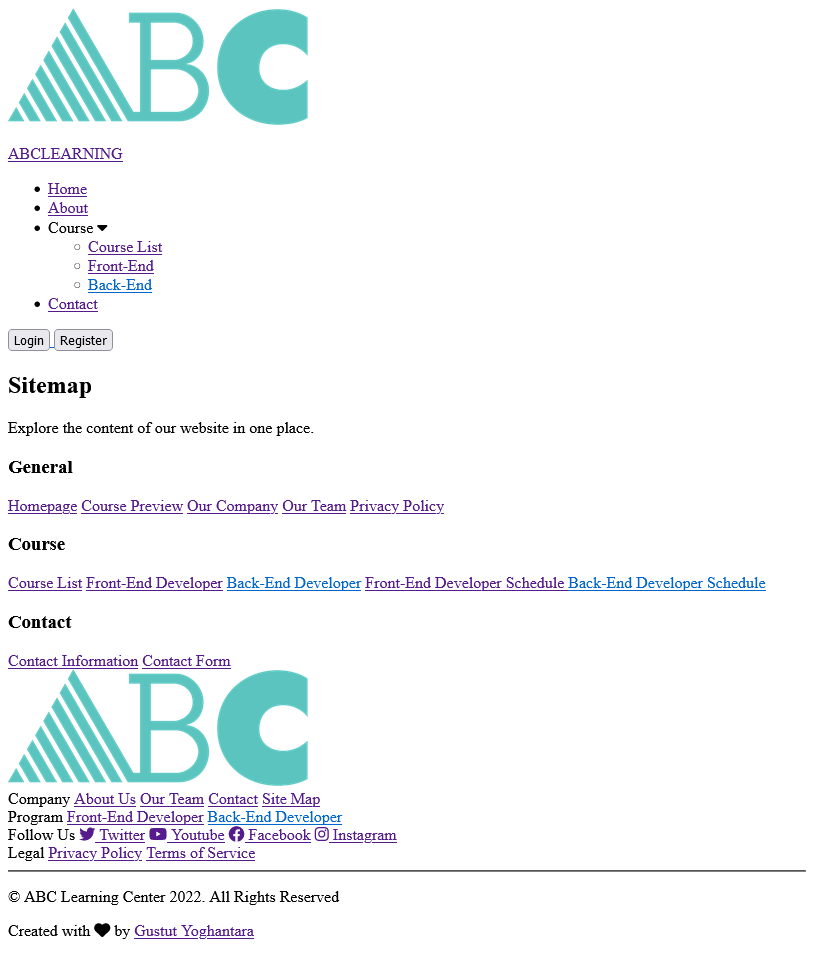 ABC
ABCLEARNING
Home
About
Course
Course List
Front-End
Back-End
Contact
Login Register
Sitemap
Explore the content of our website in one place.
General
Homepage Course Preview Our Company Our Team Privacy Policy
Course
Course List Front-End Developer Back-End Developer Front-End Developer Schedule Back-End Developer Schedule
Contact
Contact Information Contact Form
ABC
Company About Us Our Team Contact Site Map
Program Front-End Developer Back-End Developer
Follow Us Twitter Youtube Facebook Instagram
Legal Privacy Policy Terms of Service
© ABC Learning Center 2022. All Rights Reserved
Created with by Gustut Yoghantara